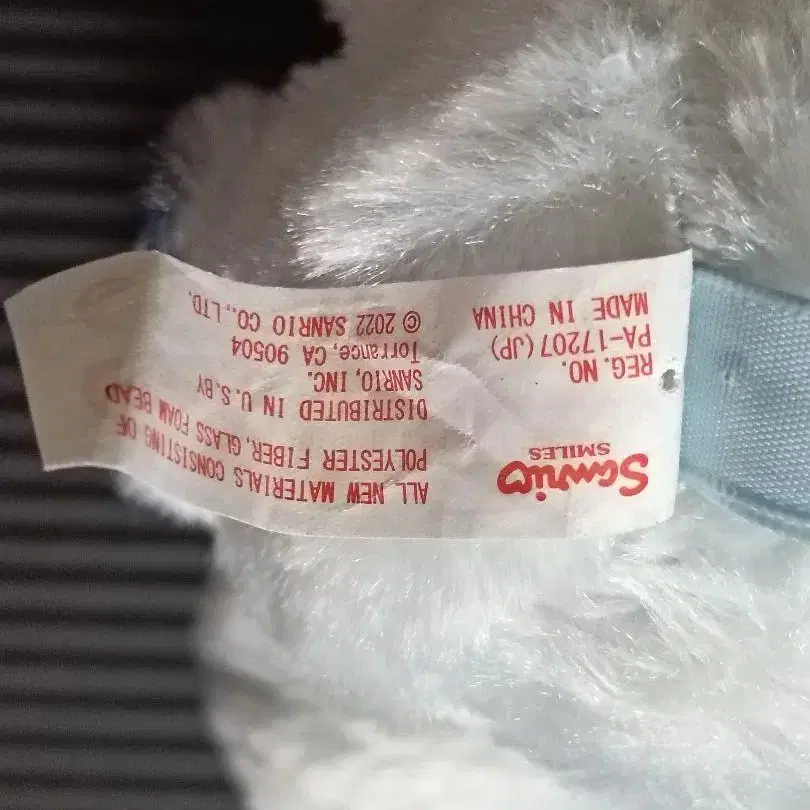 Sanrio
SMILES
REG. NO.
PA-17207 (JP)
MADE IN CHINA
ALL NEW MATERIALS CONSISTING OF
POLYESTER FIBER, GLASS FOAM BEAD
DISTRIBUTED IN U.S.BY
SANRIO, INC.
Torrance, CA 90504
© 2022 SANRIO CO., LTD.